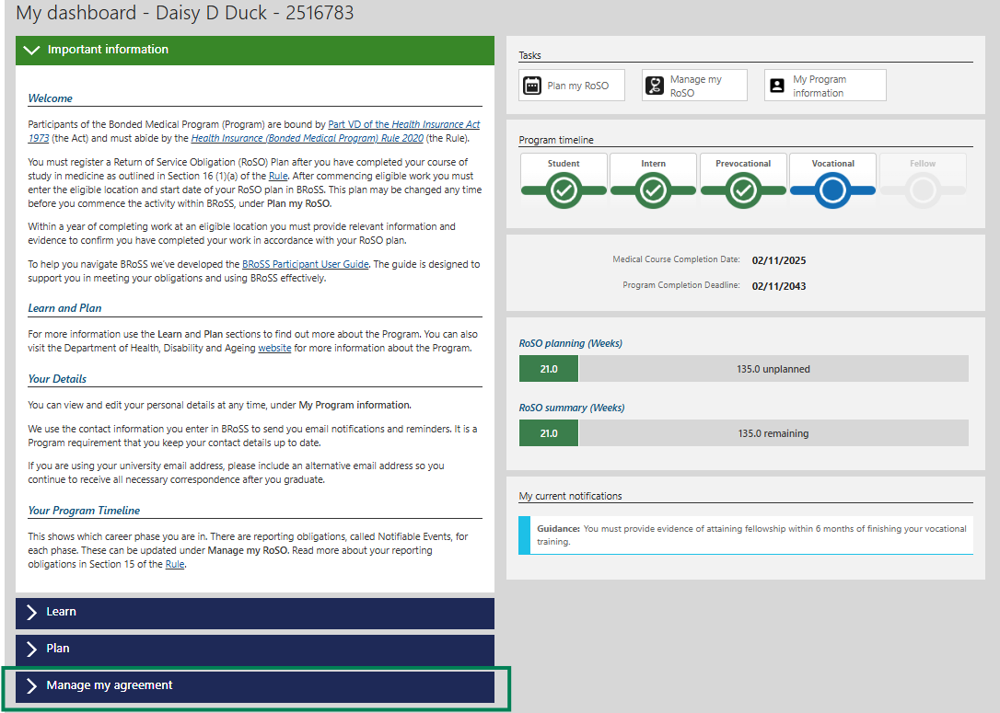 My dashboard - Daisy D Duck - 2516783
Important information
Welcome
Participants of the Bonded Medical Program (Program) are bound by Part VD of the Health Insurance Act
1973 (the Act) and must abide by the Health Insurance (Bonded Medical Program) Rule 2020 (the Rule).
You must register a Return of Service Obligation (RoSO) Plan after you have completed your course of
study in medicine as outlined in Section 16 (1)(a) of the Rule. After commencing eligible work you must
enter the eligible location and start date of your RoSO plan in BRoSS. This plan may be changed any time
before you commence the activity within BRoSS, under Plan my RoSO.
Within a year of completing work at an eligible location you must provide relevant information and
evidence to confirm you have completed your work in accordance with your RoSO plan.
To help you navigate BRoSS we've developed the BRoSS Participant User Guide. The guide is designed to
support you in meeting your obligations and using BRoSS effectively.
Learn and Plan
For more information use the Learn and Plan sections to find out more about the Program. You can also
visit the Department of Health, Disability and Ageing website for more information about the Program.
Your Details
You can view and edit your personal details at any time, under My Program information.
We use the contact information you enter in BRoSS to send you email notifications and reminders. It is a
Program requirement that you keep your contact details up to date.
If you are using your university email address, please include an alternative email address so you
continue to receive all necessary correspondence after you graduate.
Your Program Timeline
This shows which career phase you are in. There are reporting obligations, called Notifiable Events, for
each phase. These can be updated under Manage my RoSO. Read more about your reporting
obligations in Section 15 of the Rule.
Learn
Plan
Manage my agreement
Tasks
Plan my RoSO
Manage my
RoSO
My Program
information
Program timeline
Student Intern Prevocational Vocational Fellow
Medical Course Completion Date: 02/11/2025
Program Completion Deadline: 02/11/2043
RoSO planning (Weeks)
21.0 135.0 unplanned
RoSO summary (Weeks)
21.0 135.0 remaining
My current notifications
Guidance: You must provide evidence of attaining fellowship within 6 months of finishing your vocational
training.